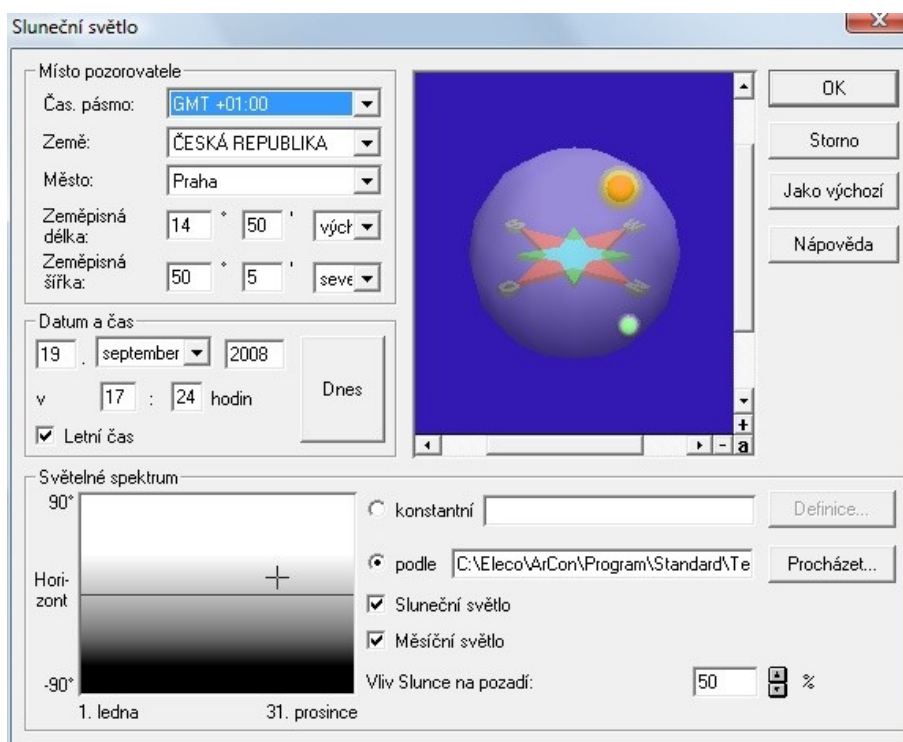 Sluneční světlo
Místo pozorovatele
Čas. pásmo: GMT +01:00
Země: ČESKÁ REPUBLIKA
Město: Praha
Zeměpisná délka: 14 ° 50 ' vých
Zeměpisná šířka: 50 ° 5 ' seve
Datum a čas
19 . september 2008
v 17 : 24 hodin
Dnes
Letní čas
OK
Storno
Jako výchozí
Nápověda
+
- a
Světelné spektrum
90°
Hori-
zont
-90°
1. ledna 31. prosince
konstantní
Definice...
podle C:\Eleco\ArCon\Program\Standard\Te
Procházet...
Sluneční světlo
Měsíční světlo
Vliv Slunce na pozadí: 50 %